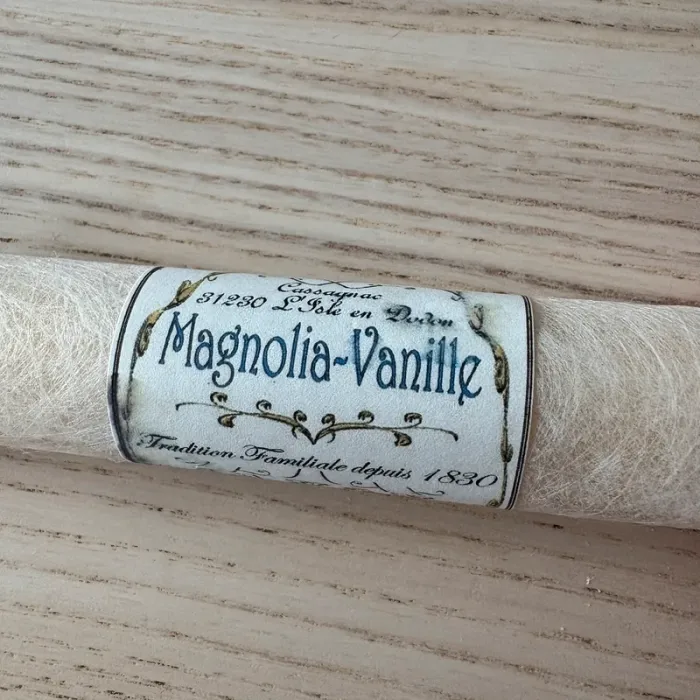 Cassagnac
31230 L'Isle en Dodon
Magnolia-Vanille
Tradition Familiale depuis 1830